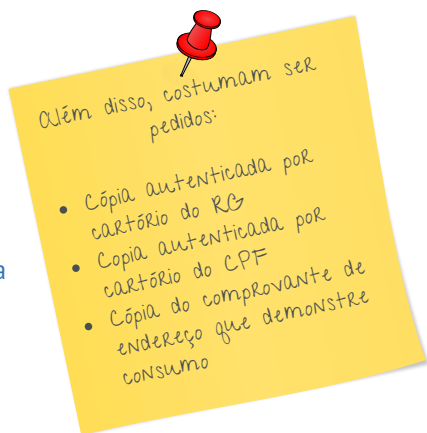 a
Além disso, costumam ser
pedidos:
• Cópia autenticada por
cartório do RG
• Copia autenticada por
cartório do CPF
• Cópia do comprovante de
endereço que demonstre
consumo